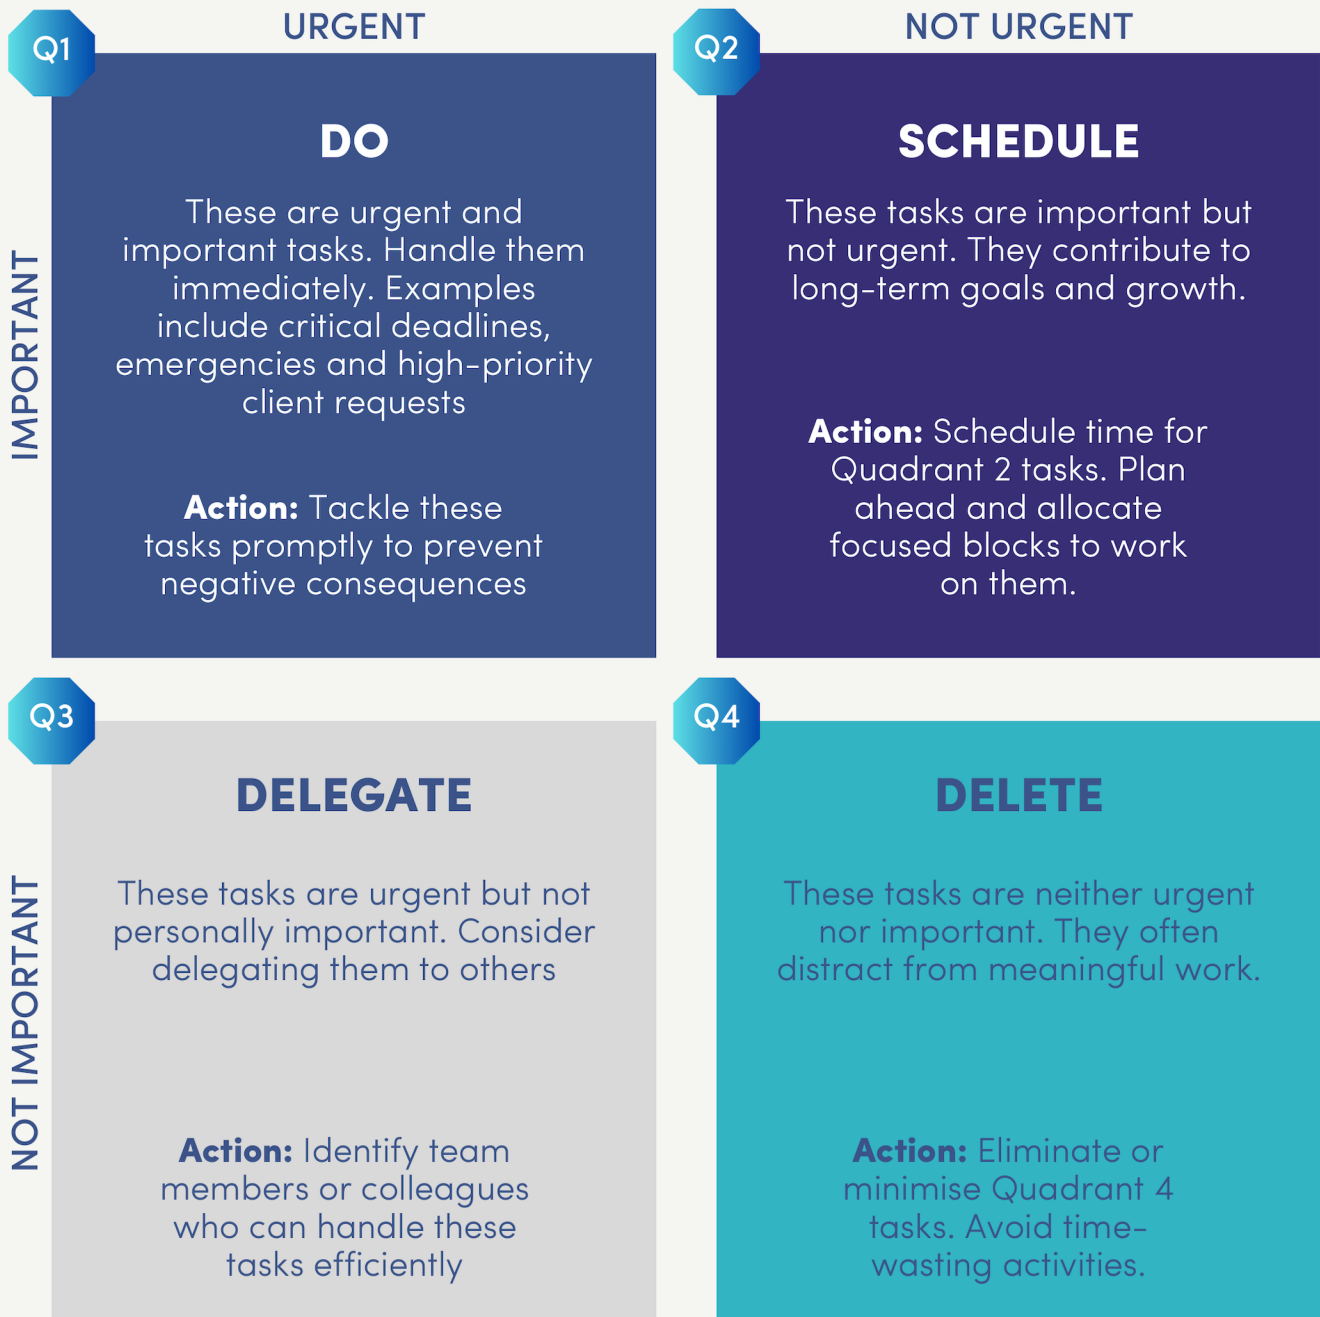 URGENT
NOT URGENT
IMPORTANT
Q1
DO
These are urgent and
important tasks. Handle them
immediately. Examples
include critical deadlines,
emergencies and high-priority
client requests
Action: Tackle these
tasks promptly to prevent
negative consequences
Q2
SCHEDULE
These tasks are important but
not urgent. They contribute to
long-term goals and growth.
Action: Schedule time for
Quadrant 2 tasks. Plan
ahead and allocate
focused blocks to work
on them.
NOT IMPORTANT
Q3
DELEGATE
These tasks are urgent but not
personally important. Consider
delegating them to others
Action: Identify team
members or colleagues
who can handle these
tasks efficiently
Q4
DELETE
These tasks are neither urgent
nor important. They often
distract from meaningful work.
Action: Eliminate or
minimise Quadrant 4
tasks. Avoid time-
wasting activities.